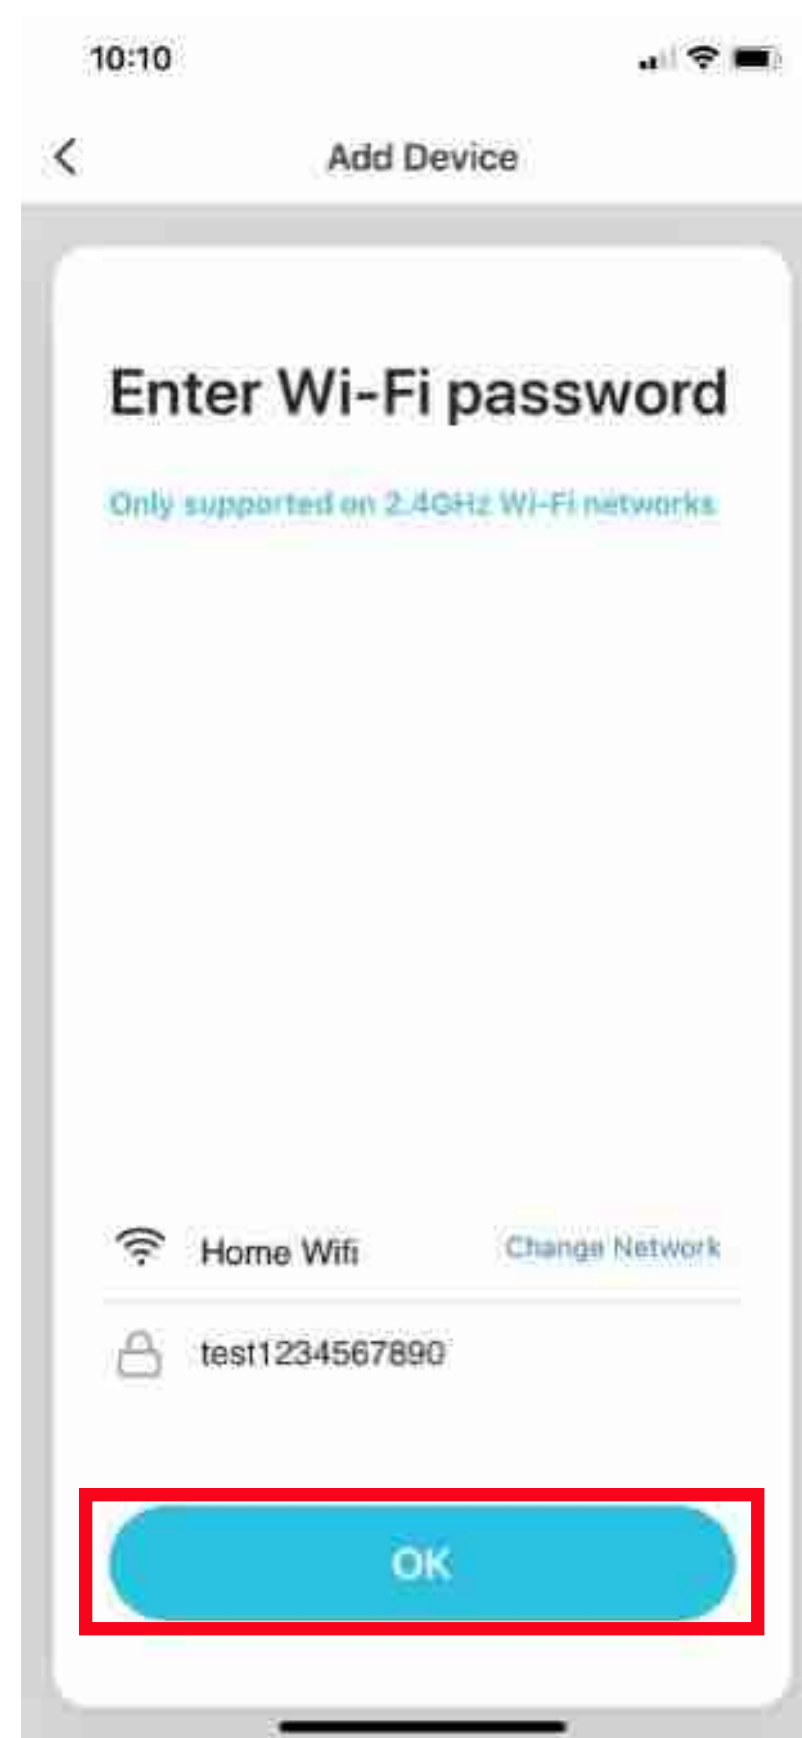 10:10
Add Device
Enter Wi-Fi password
Only supported on 2.4GHz Wi-Fi networks
Home Wifi
Change Network
test1234567890
OK